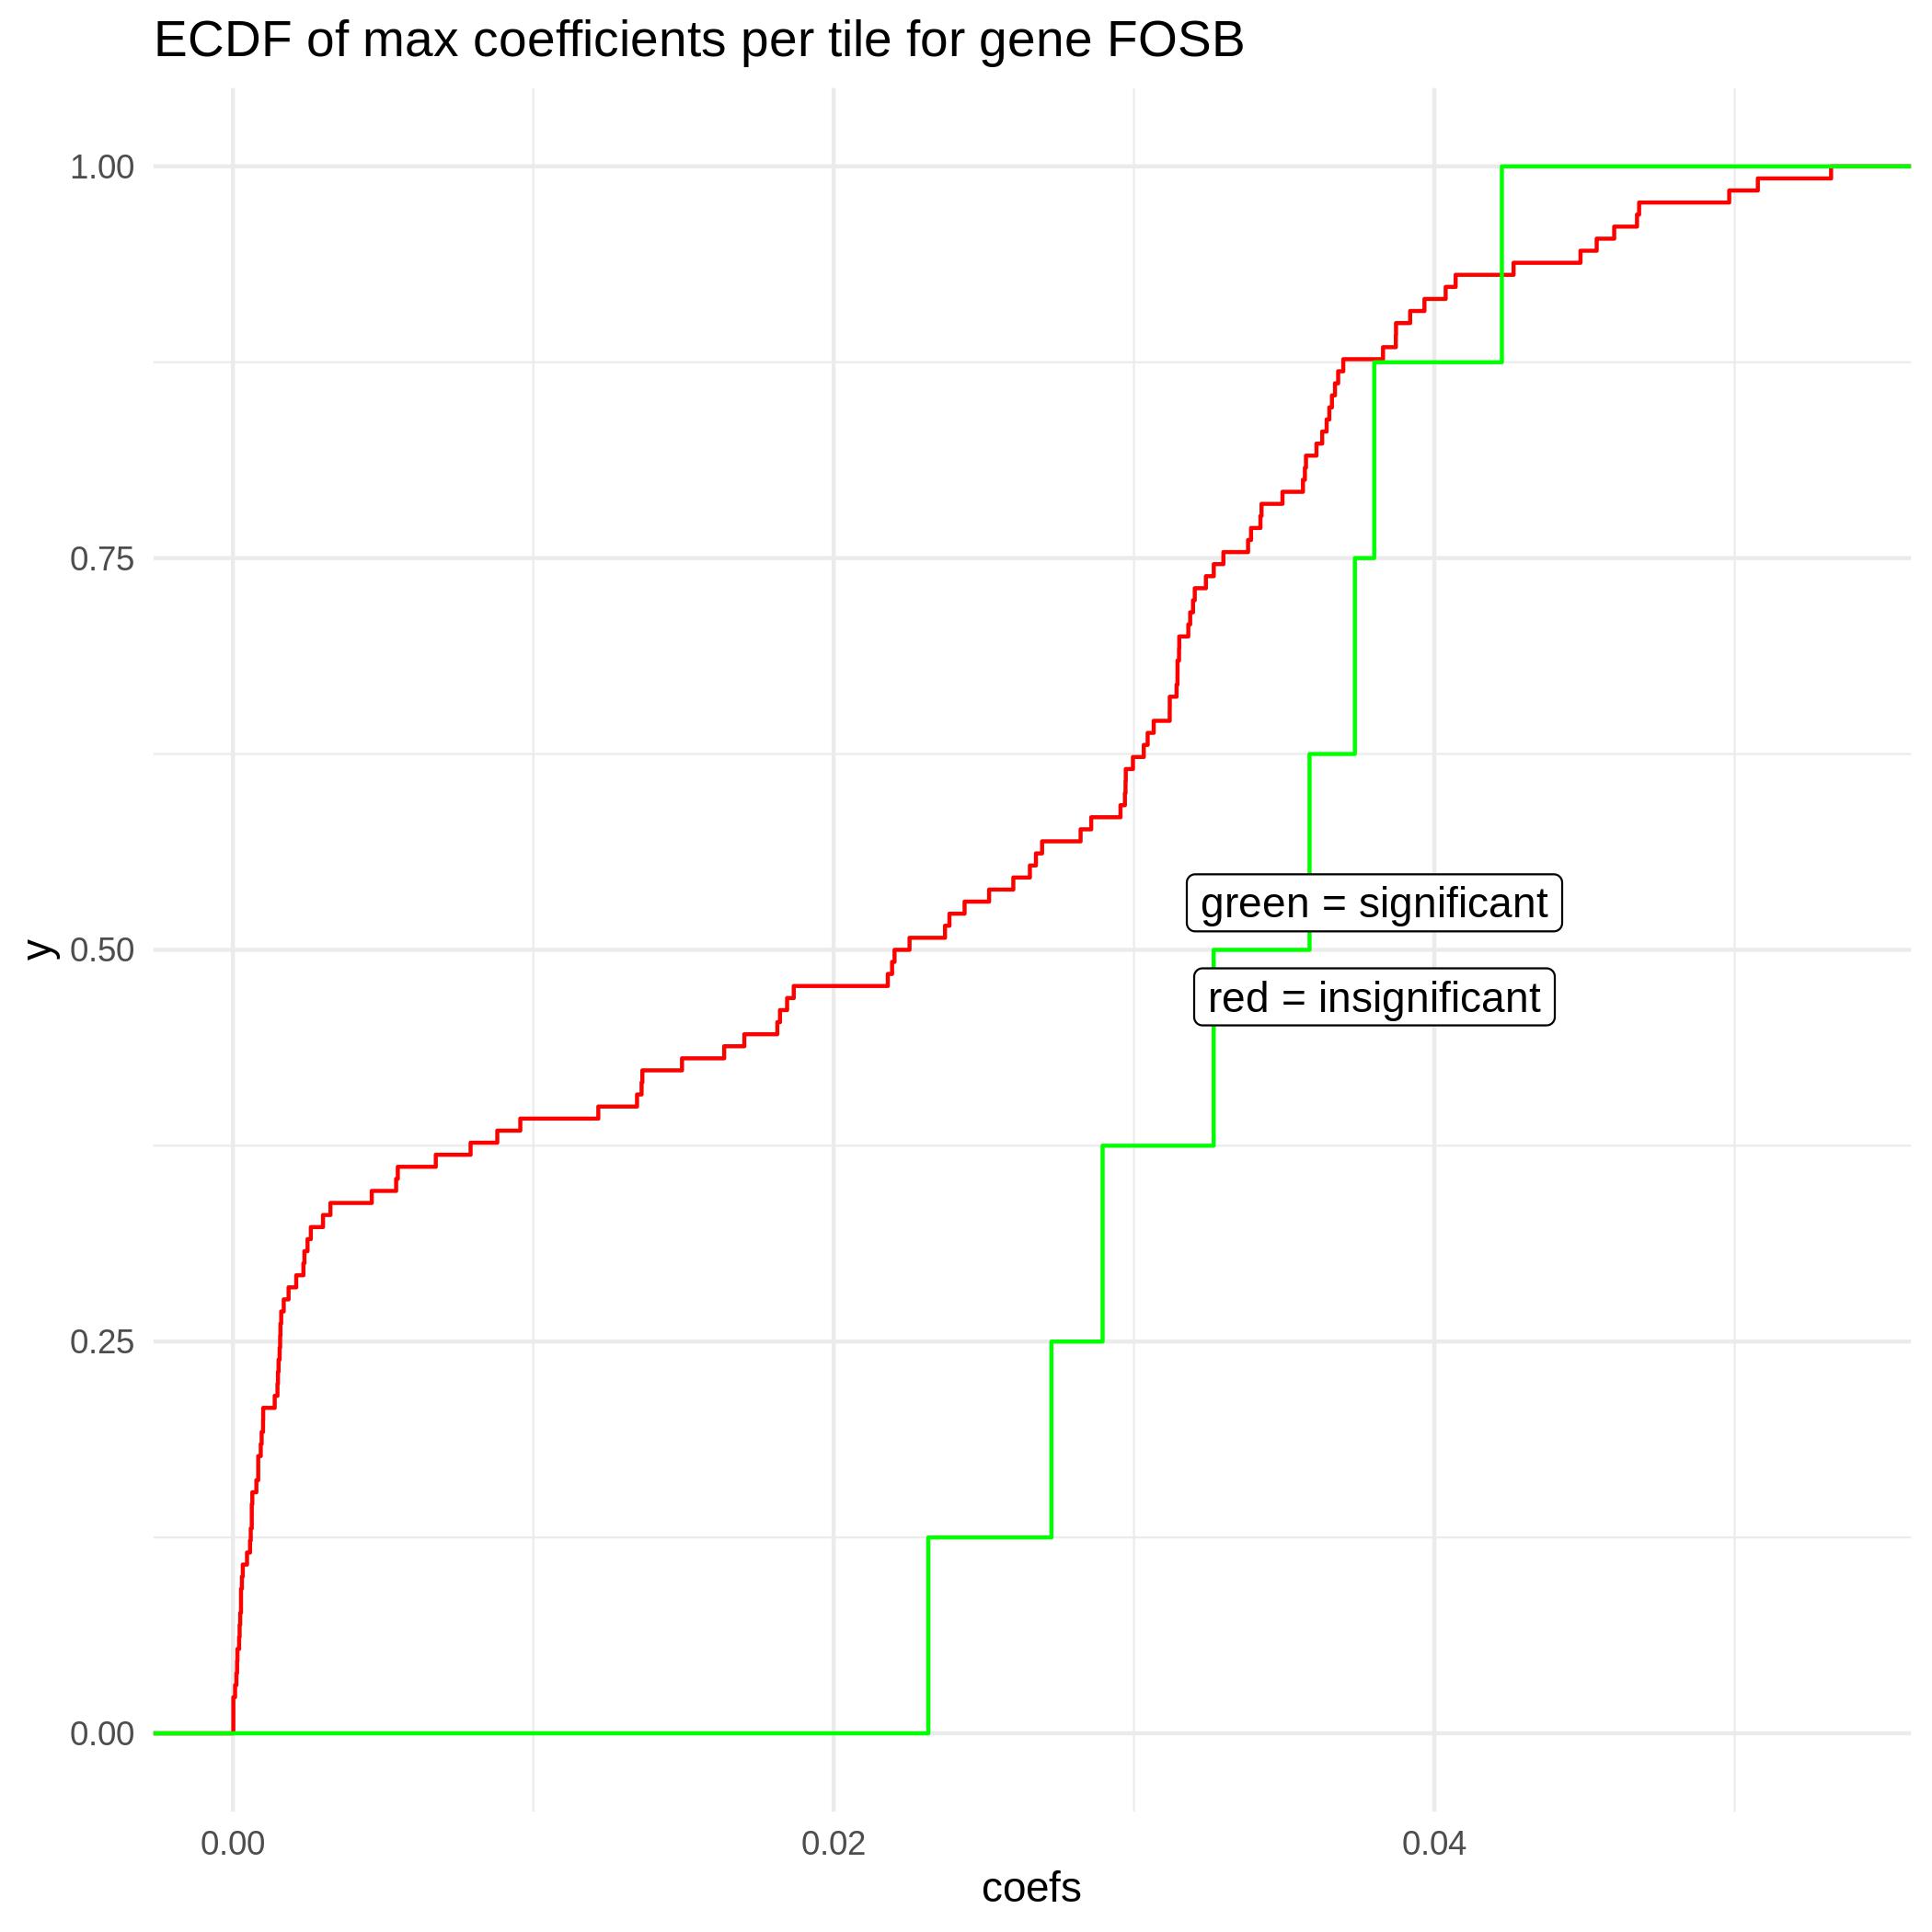 ECDF of max coefficients per tile for gene FOSB
1.00
0.75
0.50
0.25
0.00
y
green = significant
red = insignificant
0.00 0.02 0.04
coefs